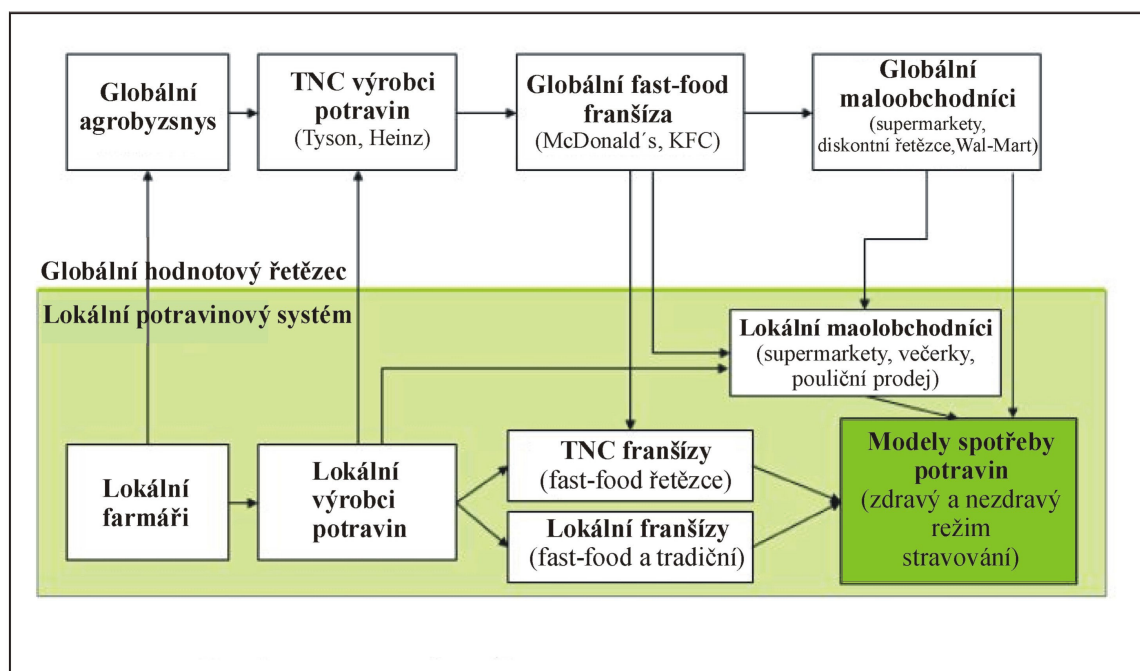 Globální
agrobyzsnys
TNC výrobci
potravin
(Tyson, Heinz)
Globální fast-food
franšíza
(McDonald´s, KFC)
Globální
maloobchodníci
(supermarkety,
diskontní řetězce,Wal-Mart)
Globální hodnotový řetězec
Lokální potravinový systém
Lokální maolobchodníci
(supermarkety, večerky,
pouliční prodej)
Lokální
farmáři
Lokální
výrobci
potravin
TNC franšízy
(fast-food řetězce)
Lokální franšízy
(fast-food a tradiční)
Modely spotřeby
potravin
(zdravý a nezdravý
režim
stravování)